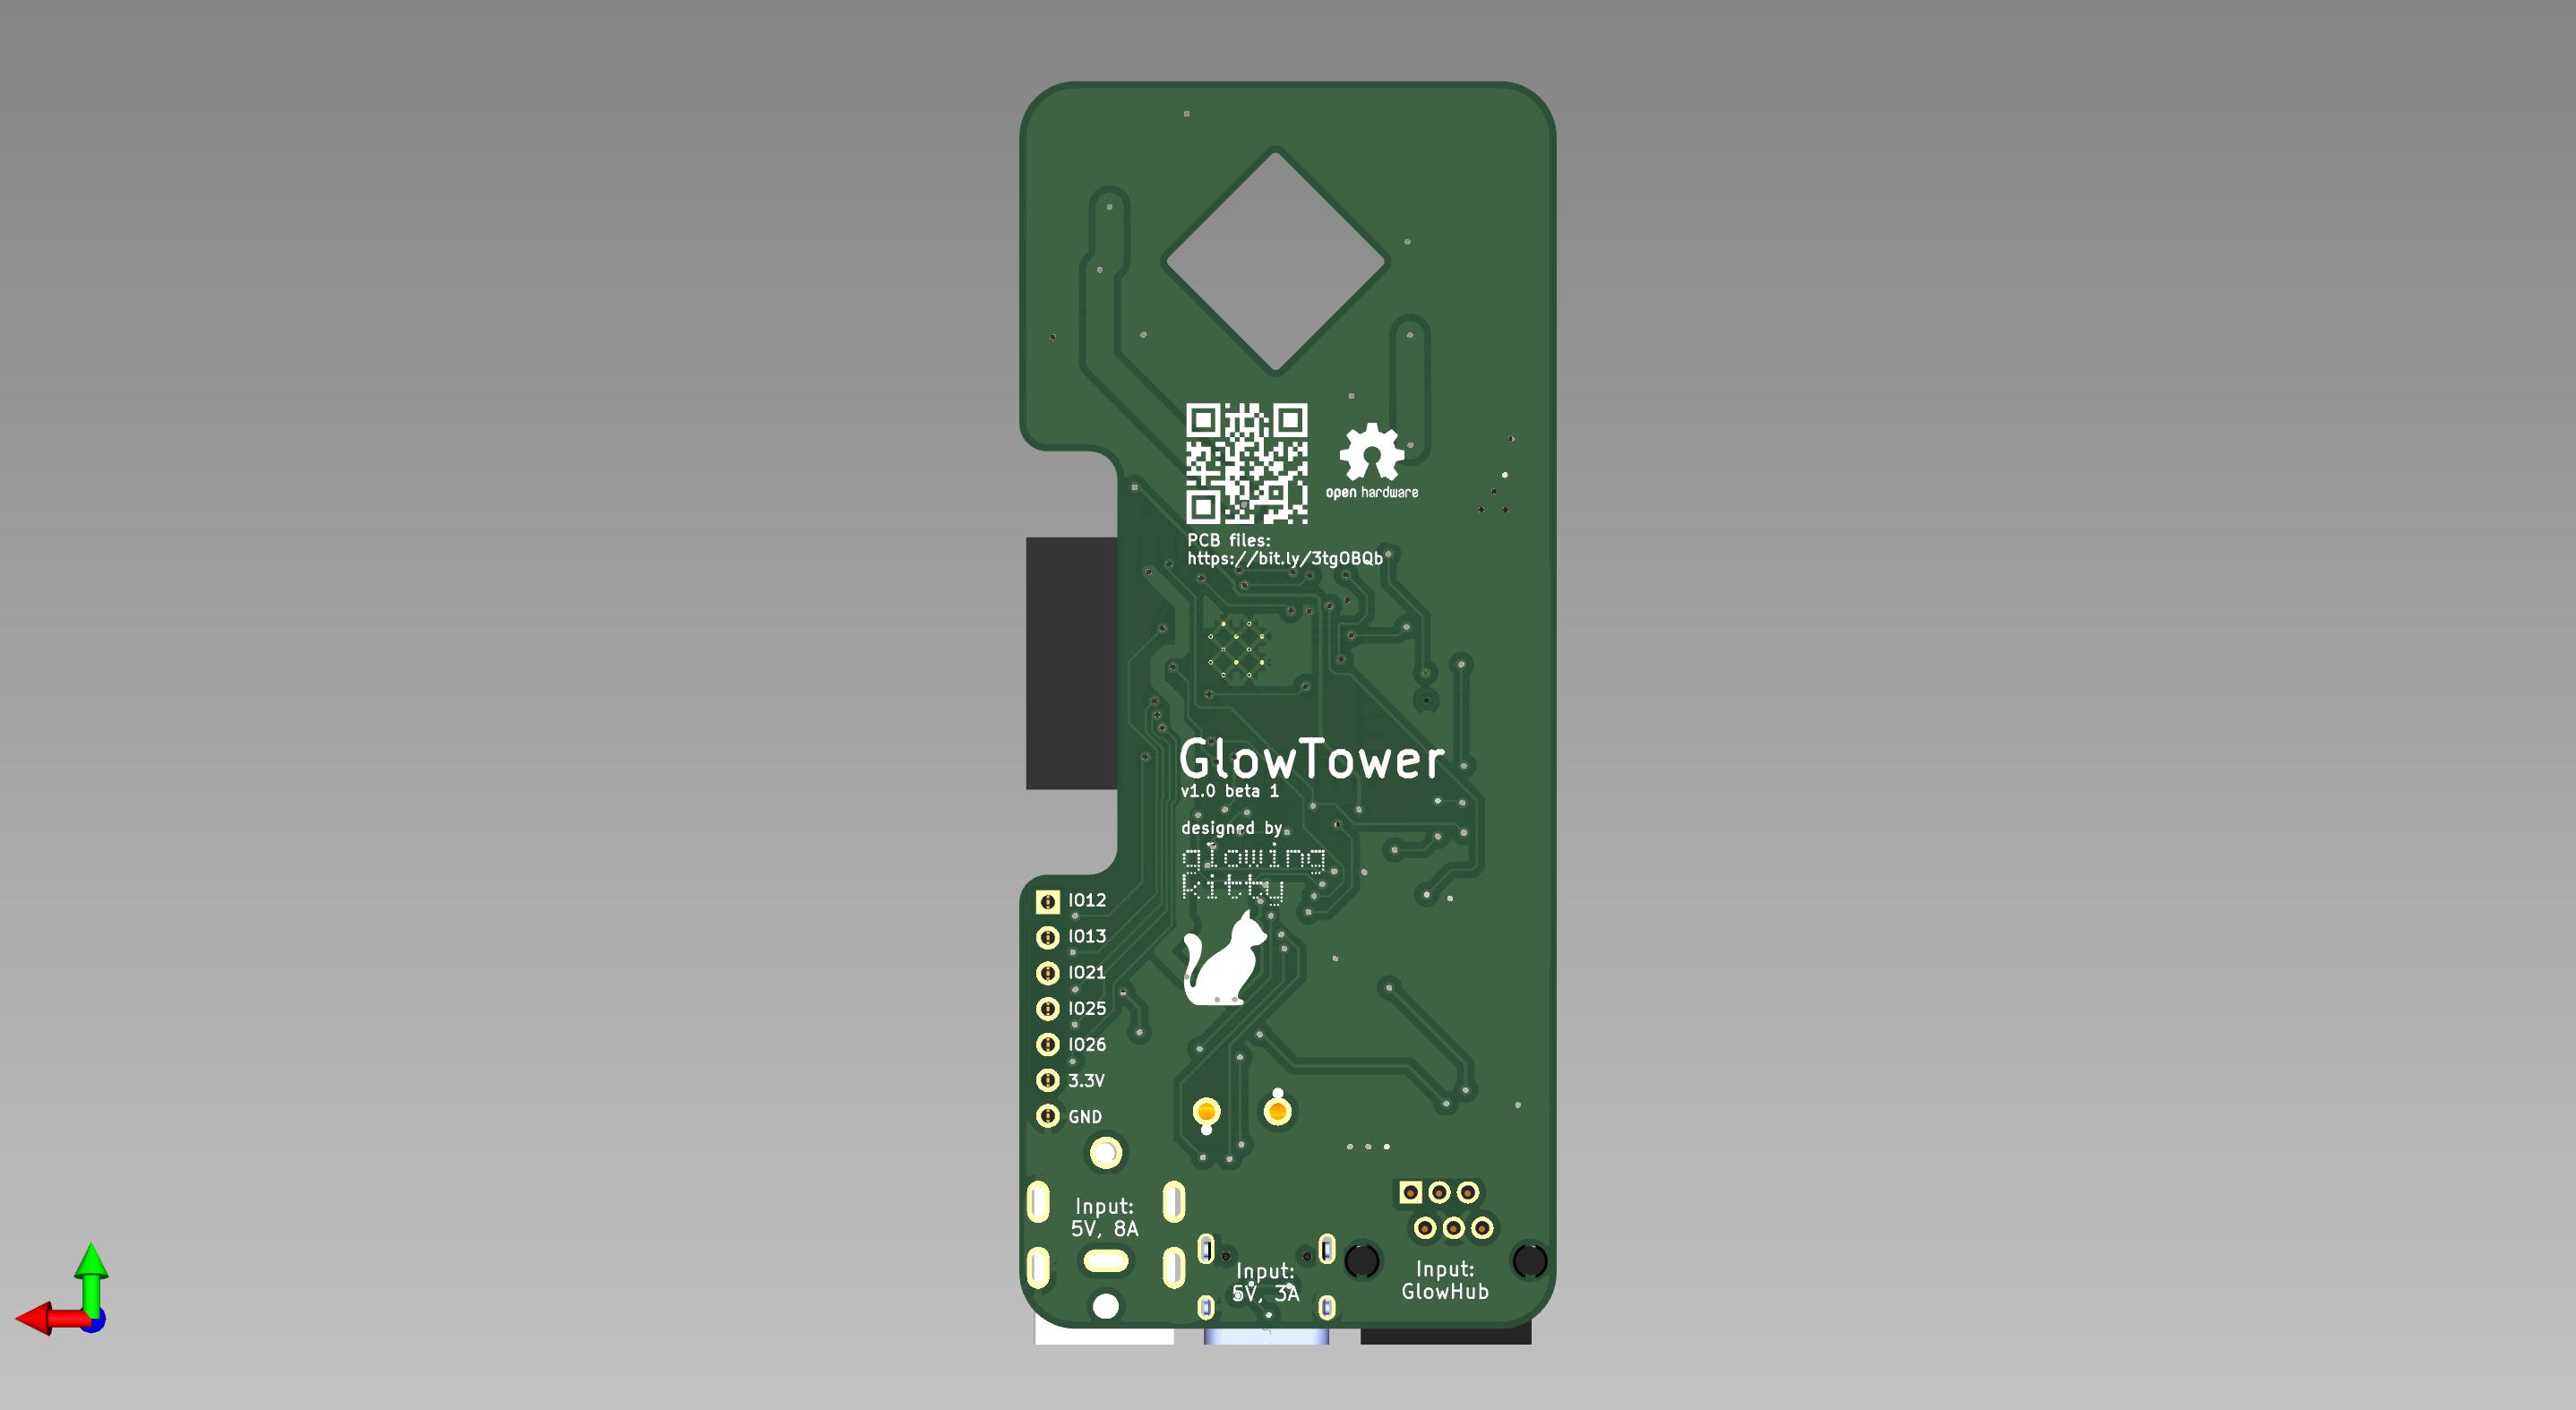 open hardware
PCB files:
https://bit.ly/3tgOBQb
GlowTower
v1.0 beta 1
designed by
glowing
kitty
IO12
IO13
IO21
IO25
IO26
3.3V
GND
Input:
5V, 8A
Input:
5V, 3A
Input:
GlowHub